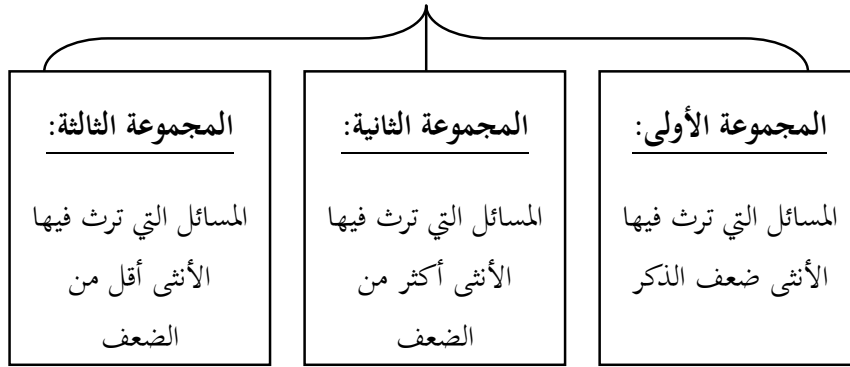 المجموعة الأولى:
المسائل التي ترث فيها
الأنثى ضعف الذكر
المجموعة الثانية:
المسائل التي ترث فيها
الأنثى أكثر من
الضعف
المجموعة الثالثة:
المسائل التي ترث فيها
الأنثى أقل من
الضعف